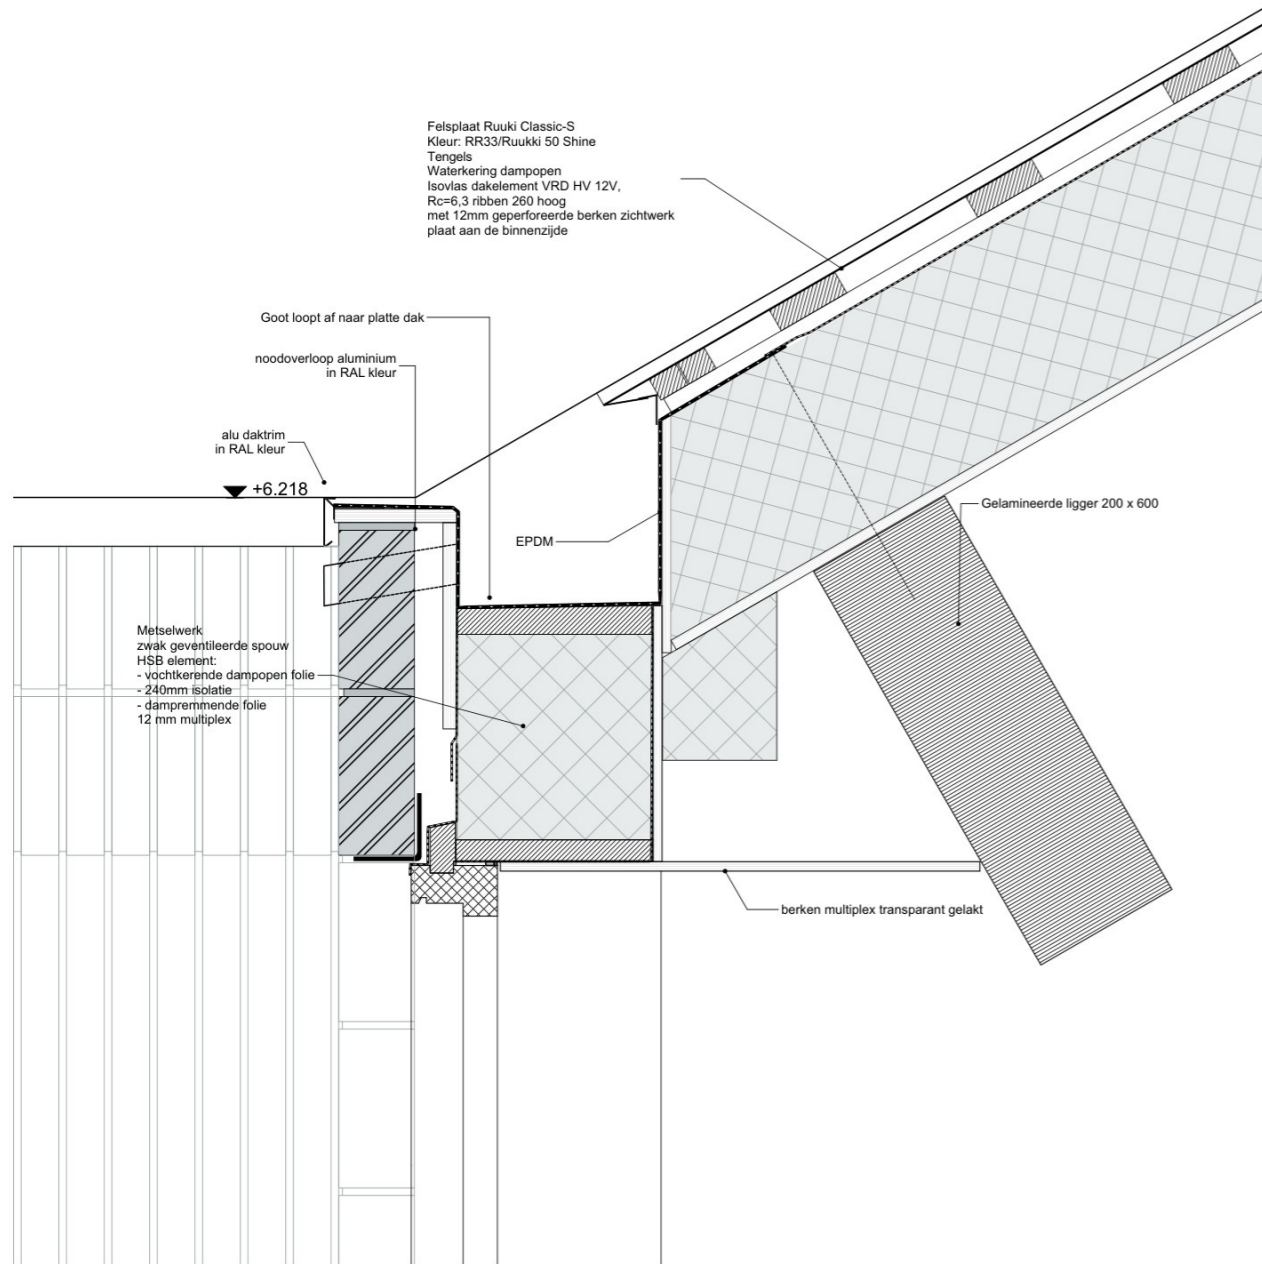 Felsplaat Ruuki Classic-S
Kleur: RR33/Ruukki 50 Shine
Tengels
Waterkering dampopen
Isovlas dakelement VRD HV 12V,
Rc=6,3 ribben 260 hoog
met 12mm geperforeerde berken zichtwerk
plaat aan de binnenzijde
Goot loopt af naar platte dak
noodoverloop aluminium
in RAL kleur
alu daktrim
in RAL kleur
+6.218
Gelamineerde ligger 200 x 600
EPDM
Metselwerk
zwak geventileerde spouw
HSB element:
- vochtkerende dampopen folie
- 240mm isolatie
- dampremmende folie
12 mm multiplex
berken multiplex transparant gelakt